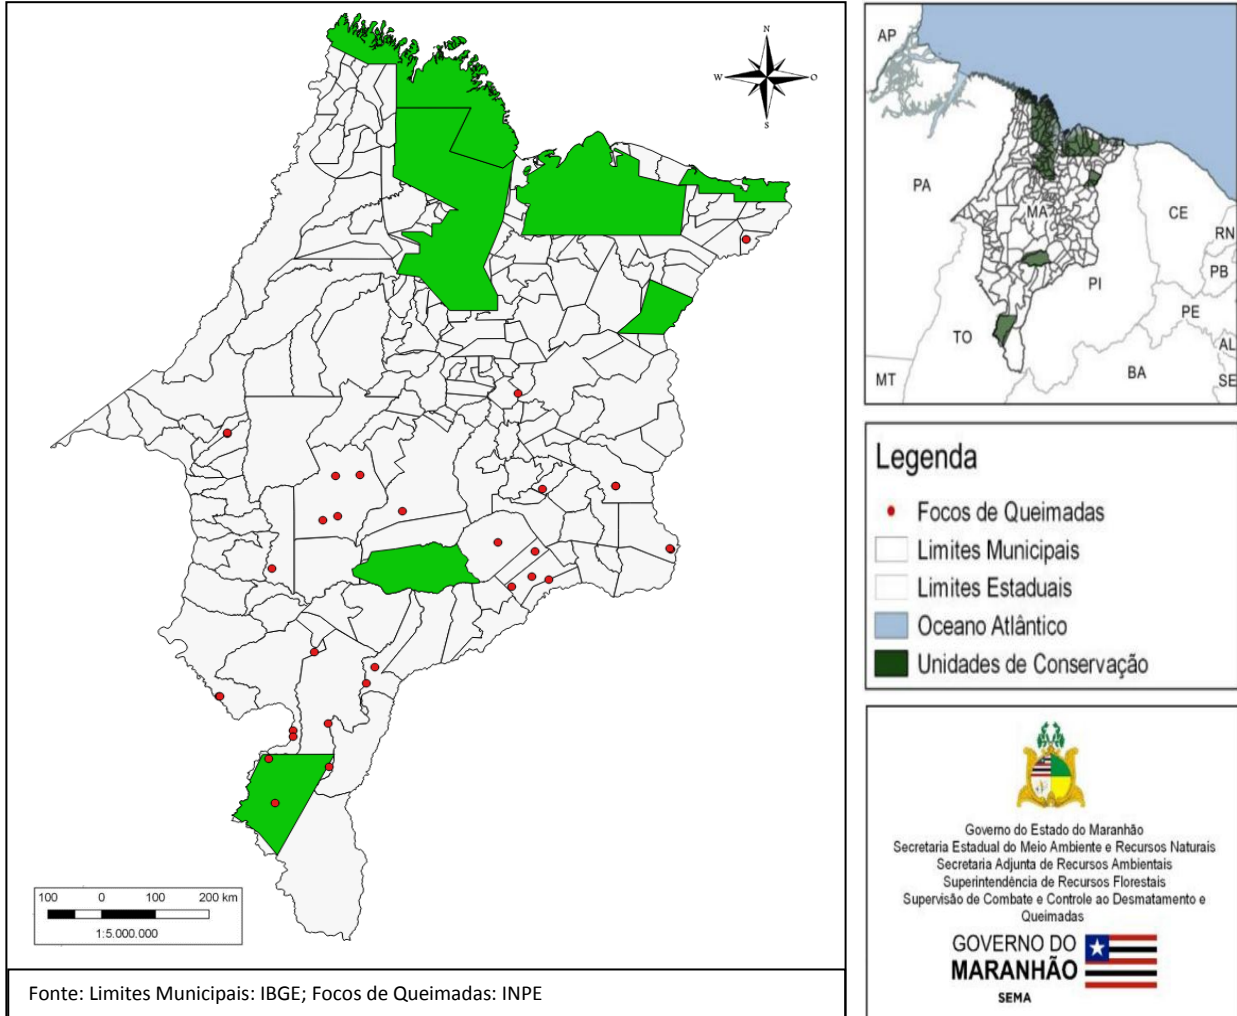 N
W
O
S
100 0 100 200 km
1:5.000.000
Fonte: Limites Municipais: IBGE; Focos de Queimadas: INPE
AP
PA
MA
CE
RN
PB
PI
PE
TO
AL
BA
MT
SE
Legenda
Focos de Queimadas
Limites Municipais
Limites Estaduais
Oceano Atlântico
Unidades de Conservação
Governo do Estado do Maranhão
Secretaria Estadual do Meio Ambiente e Recursos Naturais
Secretaria Adjunta de Recursos Ambientais
Superintendência de Recursos Florestais
Supervisão de Combate e Controle ao Desmatamento e
Queimadas
GOVERNO DO
MARANHÃO
SEMA